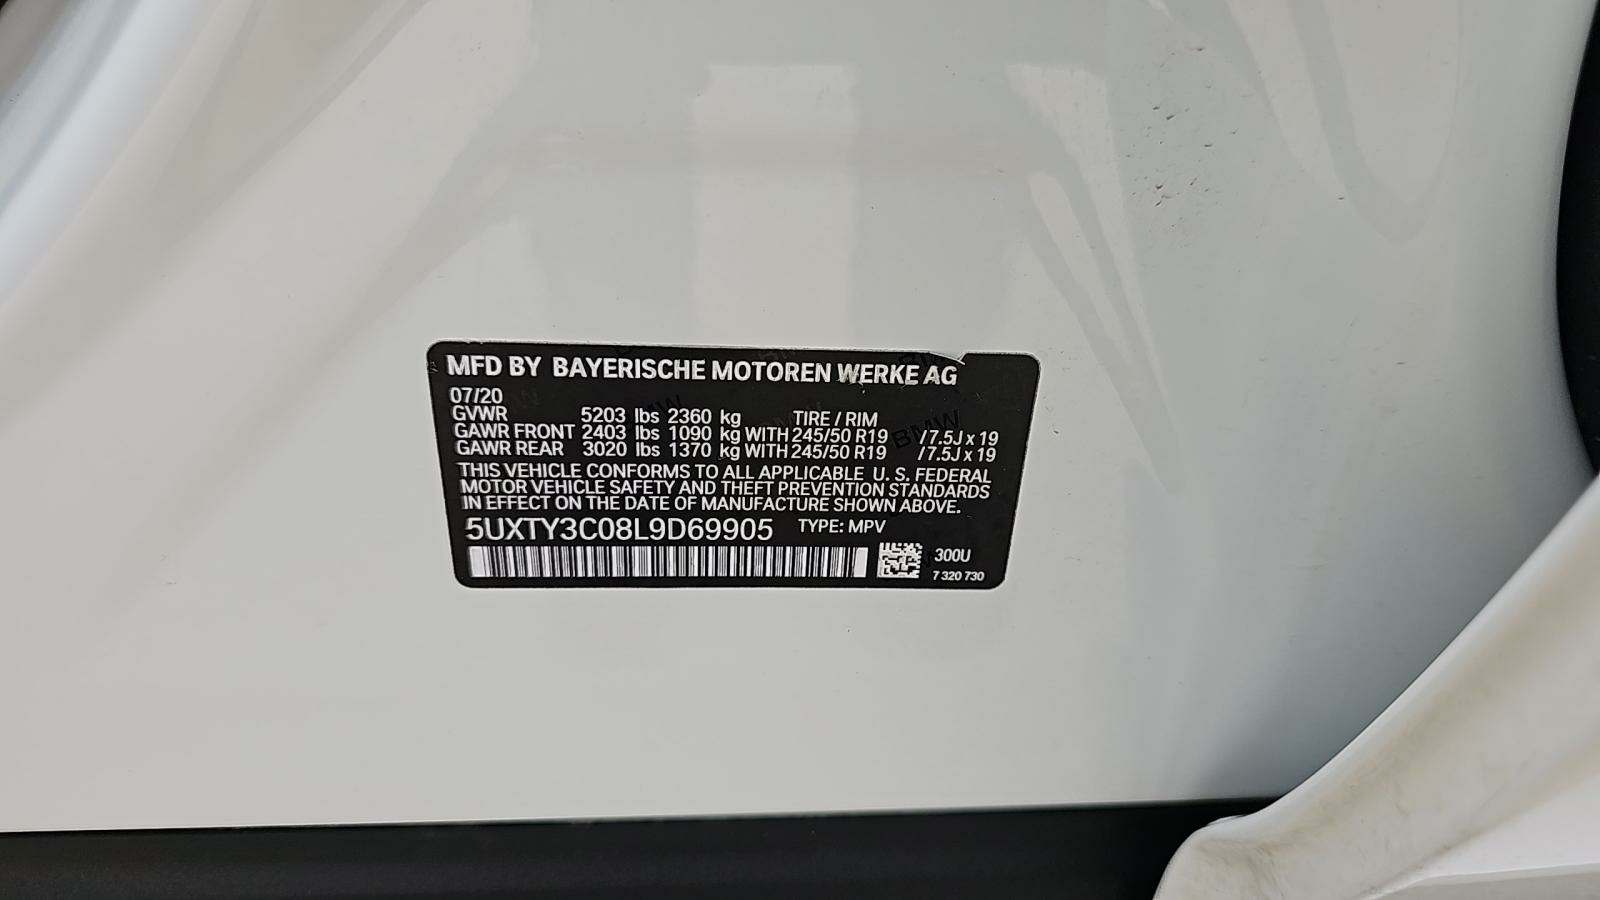 MFD BY BAYERISCHE MOTOREN WERKE AG
07/20
GVWR 5203 lbs 2360 kg TIRE / RIM
GAWR FRONT 2403 lbs 1090 kg WITH 245/50 R19 / 7.5J x 19
GAWR REAR 3020 lbs 1370 kg WITH 245/50 R19 / 7.5J x 19
THIS VEHICLE CONFORMS TO ALL APPLICABLE U. S. FEDERAL
MOTOR VEHICLE SAFETY AND THEFT PREVENTION STANDARDS
IN EFFECT ON THE DATE OF MANUFACTURE SHOWN ABOVE.
5UXTY3C08L9D69905 TYPE: MPV
300U
7 320 730